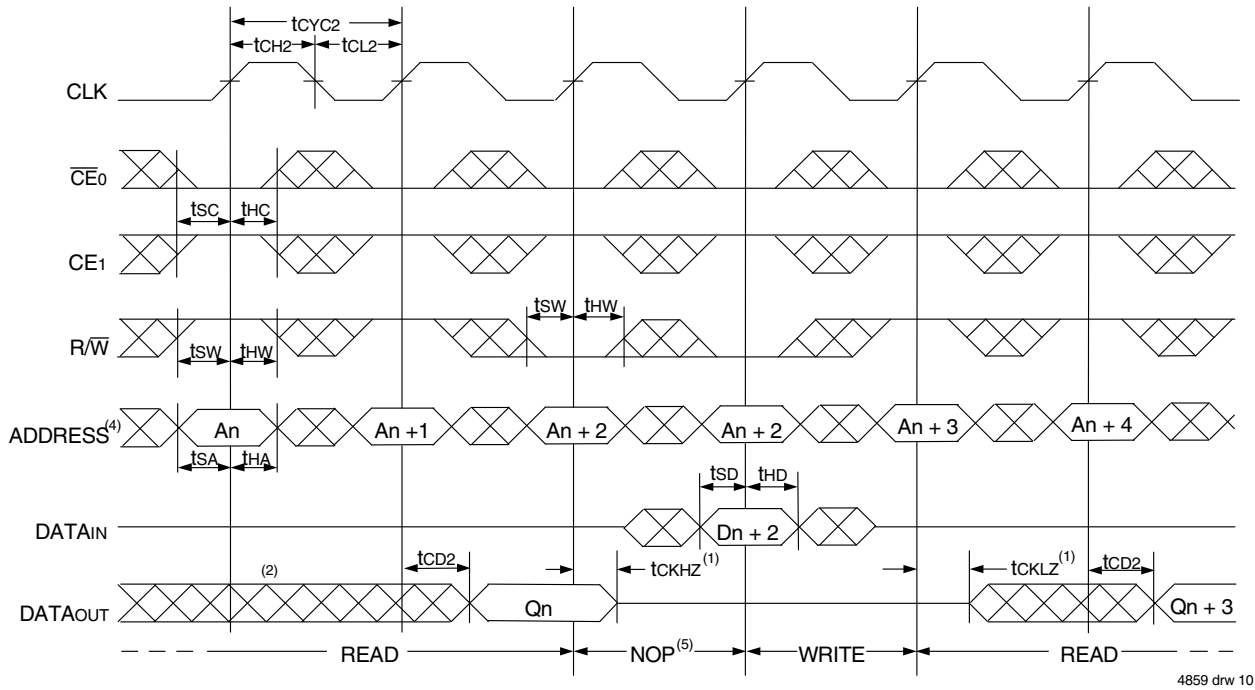 tCYC2
tCH2 tCL2
CLK
CE0
tSC tHC
CE1
tSW tHW
R/W
tSW tHW
ADDRESS(4) An An +1 An + 2 An + 2 An + 3 An + 4
tSA tHA
tSD tHD
DATAIN Dn + 2
tCD2 tCKHZ(1) tCKLZ(1) tCD2
(2)
DATAOUT Qn Qn + 3
READ NOP(5) WRITE READ
4859 drw 10